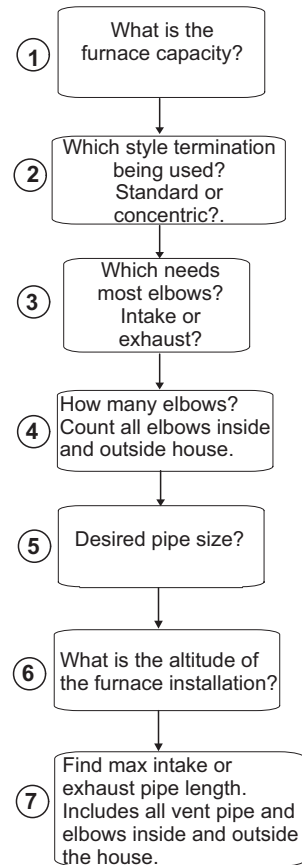 1
What is the
furnace capacity?
2
Which style termination
being used?
Standard or
concentric?.
3
Which needs
most elbows?
Intake or
exhaust?
4
How many elbows?
Count all elbows inside
and outside house.
5
Desired pipe size?
6
What is the altitude of
the furnace installation?
7
Find max intake or
exhaust pipe length.
Includes all vent pipe and
elbows inside and outside
the house.